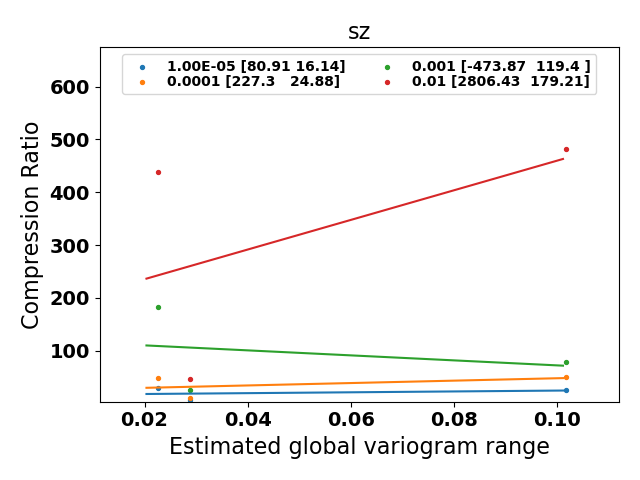 sz
1.00E-05 [80.91 16.14]
0.0001 [227.3   24.88]
0.001 [-473.87  119.4 ]
0.01 [2806.43  179.21]
Compression Ratio
600
500
400
300
200
100
0.02 0.04 0.06 0.08 0.10
Estimated global variogram range